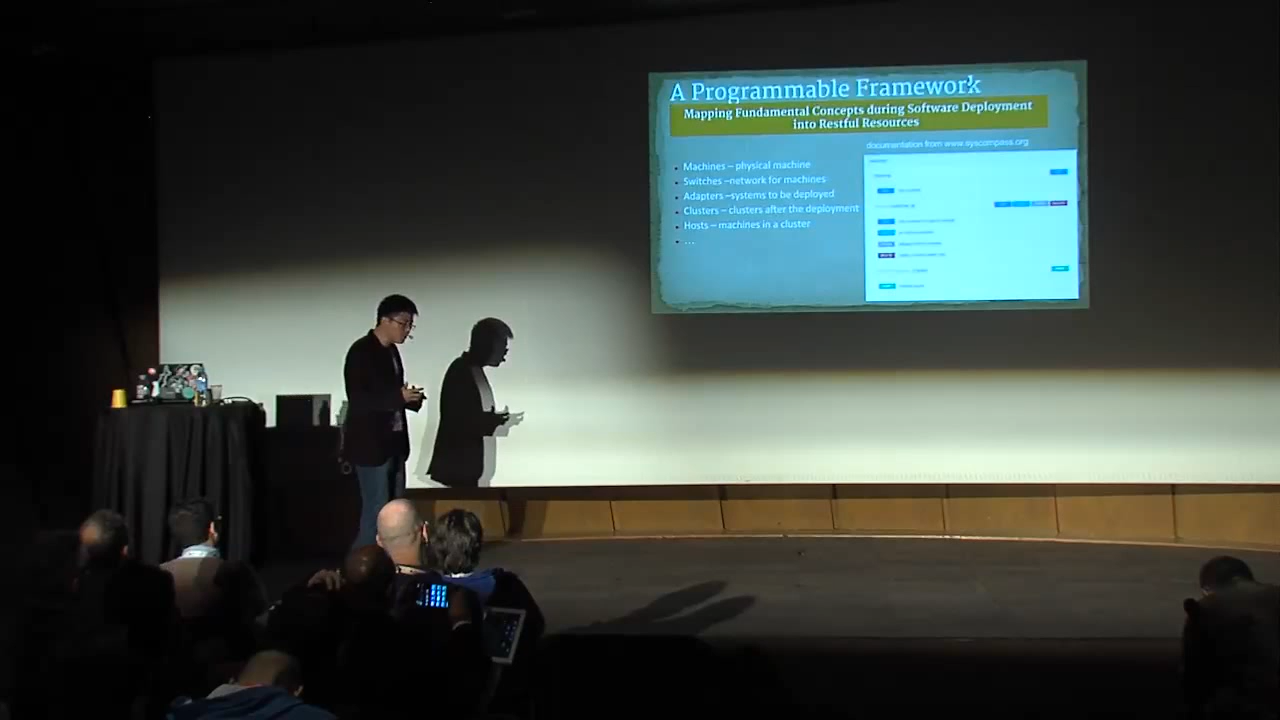 A Programmable Framework
Mapping Fundamental Concepts during Software Deployment
into Restful Resources
documentation from www.syscompass.org
Machines – physical machine
Switches –network for machines
Adapters –systems to be deployed
Clusters – clusters after the deployment
Hosts – machines in a cluster
...